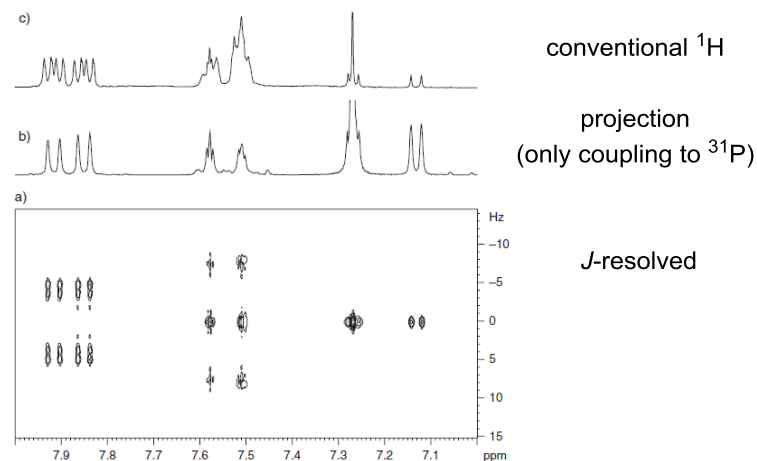 c)
conventional ¹H
b)
projection
(only coupling to ³¹P)
a)
Hz
−10
−5
J-resolved
0
5
10
15
7.9 7.8 7.7 7.6 7.5 7.4 7.3 7.2 7.1 ppm